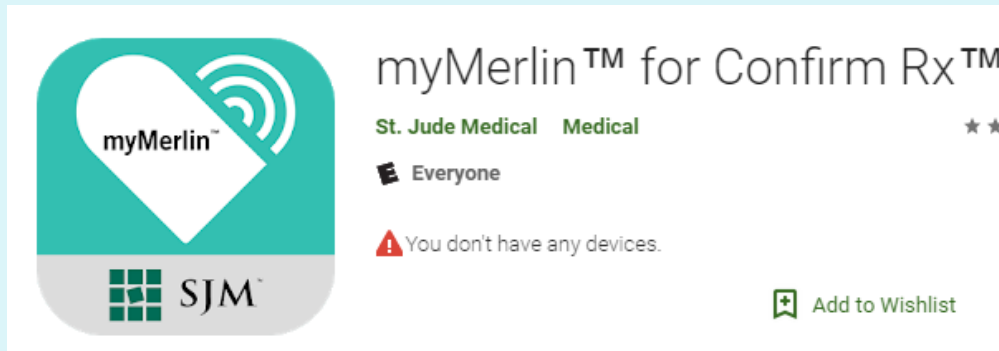 myMerlin™
SJM™
myMerlin™ for Confirm Rx™
St. Jude Medical Medical
E Everyone
You don't have any devices.
Add to Wishlist